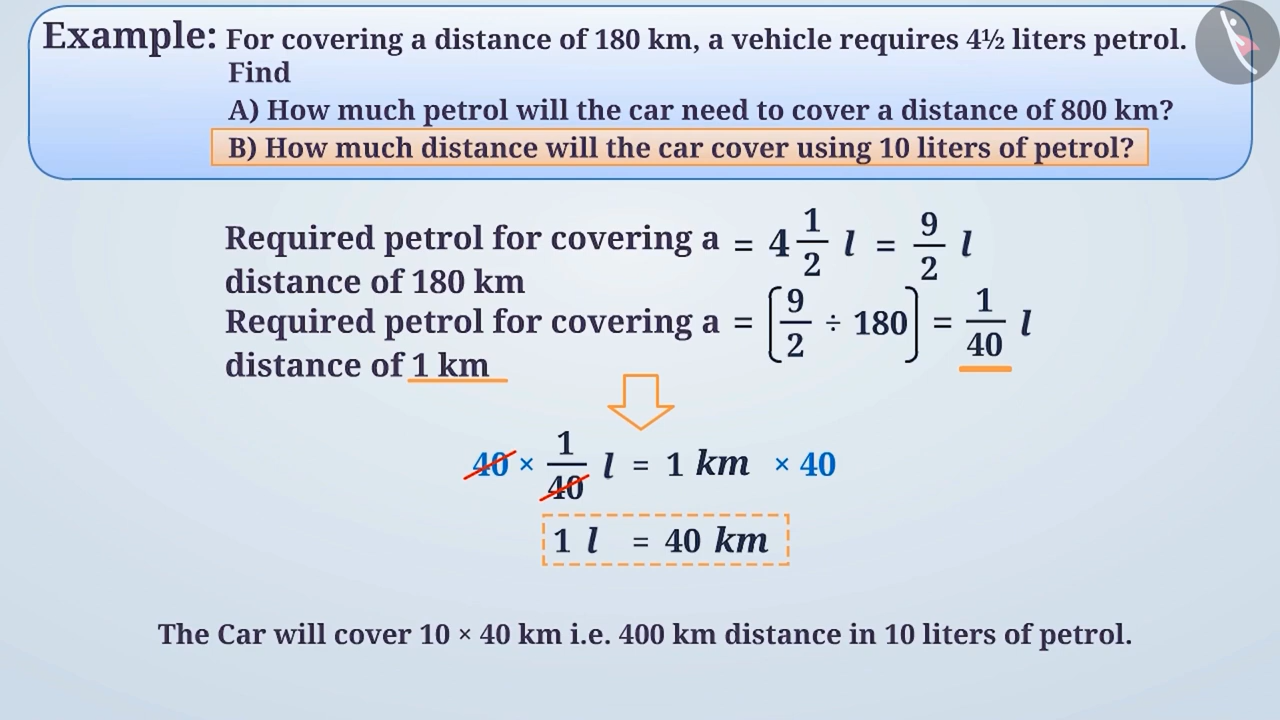 Example: For covering a distance of 180 km, a vehicle requires 4½ liters petrol.
Find
A) How much petrol will the car need to cover a distance of 800 km?
B) How much distance will the car cover using 10 liters of petrol?
Required petrol for covering a distance of 180 km = 4 1/2 l = 9/2 l
Required petrol for covering a distance of 1 km = [9/2 ÷ 180] = 1/40 l
40 × 1/40 l = 1 km × 40
1 l = 40 km
The Car will cover 10 × 40 km i.e. 400 km distance in 10 liters of petrol.